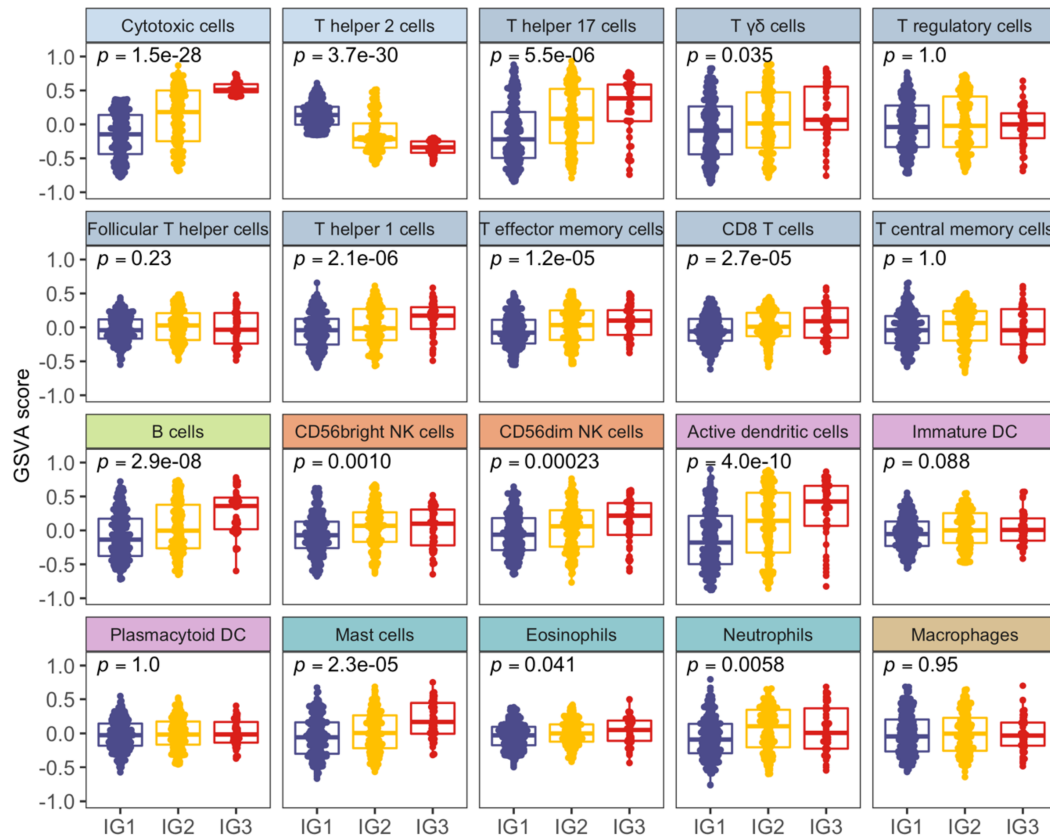 Cytotoxic cells
T helper 2 cells
T helper 17 cells
T γδ cells
T regulatory cells
p = 1.5e-28
p = 3.7e-30
p = 5.5e-06
p = 0.035
p = 1.0
1.0
0.5
0.0
-0.5
-1.0
Follicular T helper cells
T helper 1 cells
T effector memory cells
CD8 T cells
T central memory cells
p = 0.23
p = 2.1e-06
p = 1.2e-05
p = 2.7e-05
p = 1.0
1.0
0.5
0.0
-0.5
-1.0
GSVA score
B cells
CD56bright NK cells
CD56dim NK cells
Active dendritic cells
Immature DC
p = 2.9e-08
p = 0.0010
p = 0.00023
p = 4.0e-10
p = 0.088
1.0
0.5
0.0
-0.5
-1.0
Plasmacytoid DC
Mast cells
Eosinophils
Neutrophils
Macrophages
p = 1.0
p = 2.3e-05
p = 0.041
p = 0.0058
p = 0.95
1.0
0.5
0.0
-0.5
-1.0
IG1 IG2 IG3
IG1 IG2 IG3
IG1 IG2 IG3
IG1 IG2 IG3
IG1 IG2 IG3